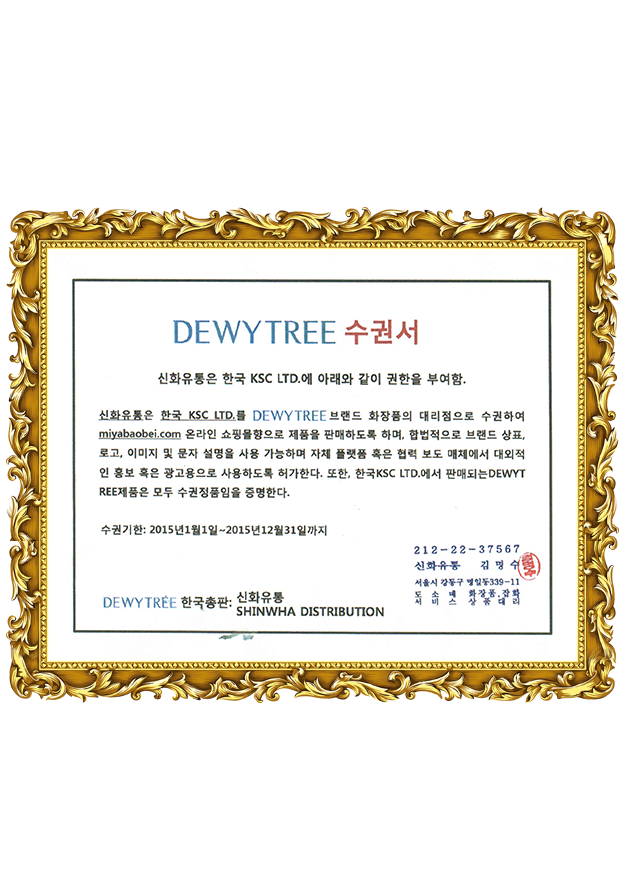 DEWYTREE 수권서
신화유통은 한국 KSC LTD.에 아래와 같이 권한을 부여함.
신화유통은 한국 KSC LTD.를 DEWYTREE브랜드 화장품의 대리점으로 수권하여
miyabaobei.com 온라인 쇼핑몰향으로 제품을 판매하도록 하며, 합법적으로 브랜드 상표,
로고, 이미지 및 문자 설명을 사용 가능하며 자체 플랫폼 혹은 협력 보도 매체에서 대외적
인 홍보 혹은 광고용으로 사용하도록 허가한다. 또한, 한국KSC LTD.에서 판매되는DEWYT
REE제품은 모두 수권정품임을 증명한다.
수권기한: 2015년1월1일~2015년12월31일까지
212-22-37567
신화유통 김명수
서울시 강동구 명일동339-11
도소매 화장품,잡화
서비스 상품대리
DEWYTRÉE 한국총판: 신화유통
SHINWHA DISTRIBUTION